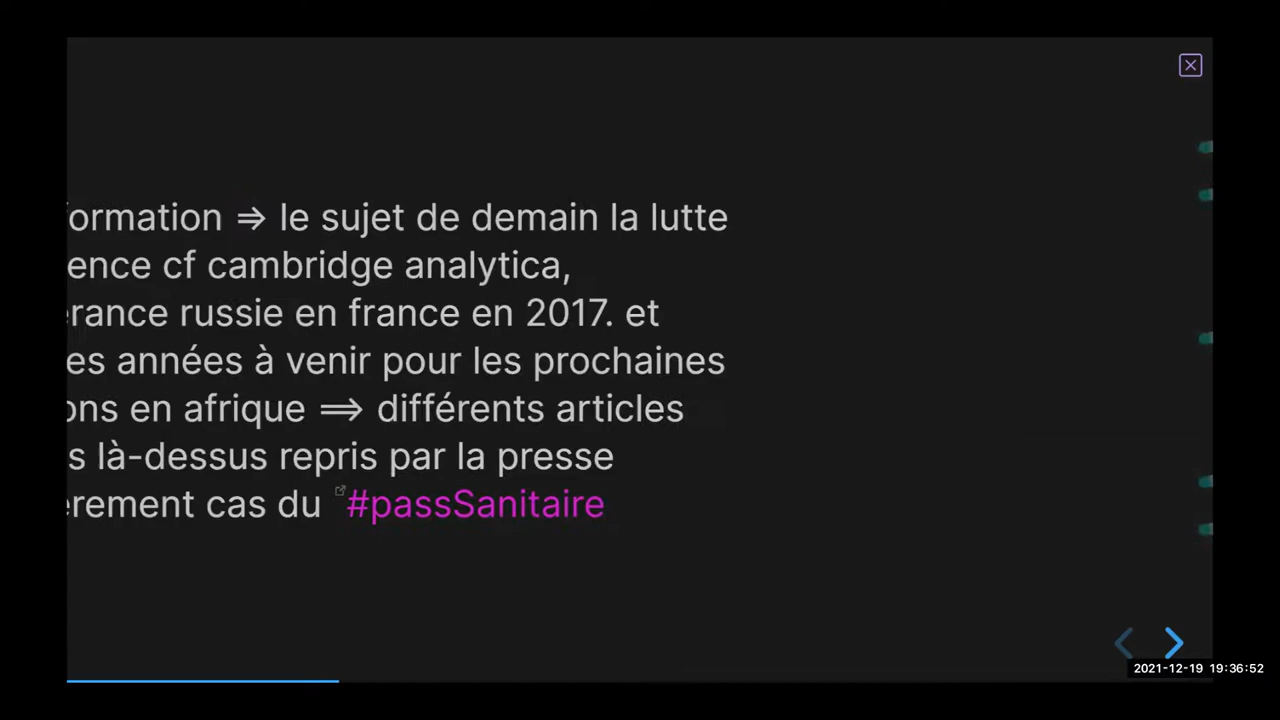 formation => le sujet de demain la lutte
ence cf cambridge analytica,
érance russie en france en 2017. et
es années à venir pour les prochaines
ons en afrique ==> différents articles
s là-dessus repris par la presse
èrement cas du #passSanitaire
2021-12-19 19:36:52